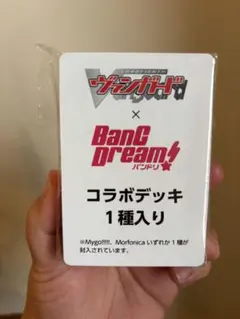 ヴァンガード
Vanguard
×
BanG
Dream!
バンドリ
コラボデッキ
1種入り
※Mygo!!!!!、Morfonica いずれか1種が
封入されています。